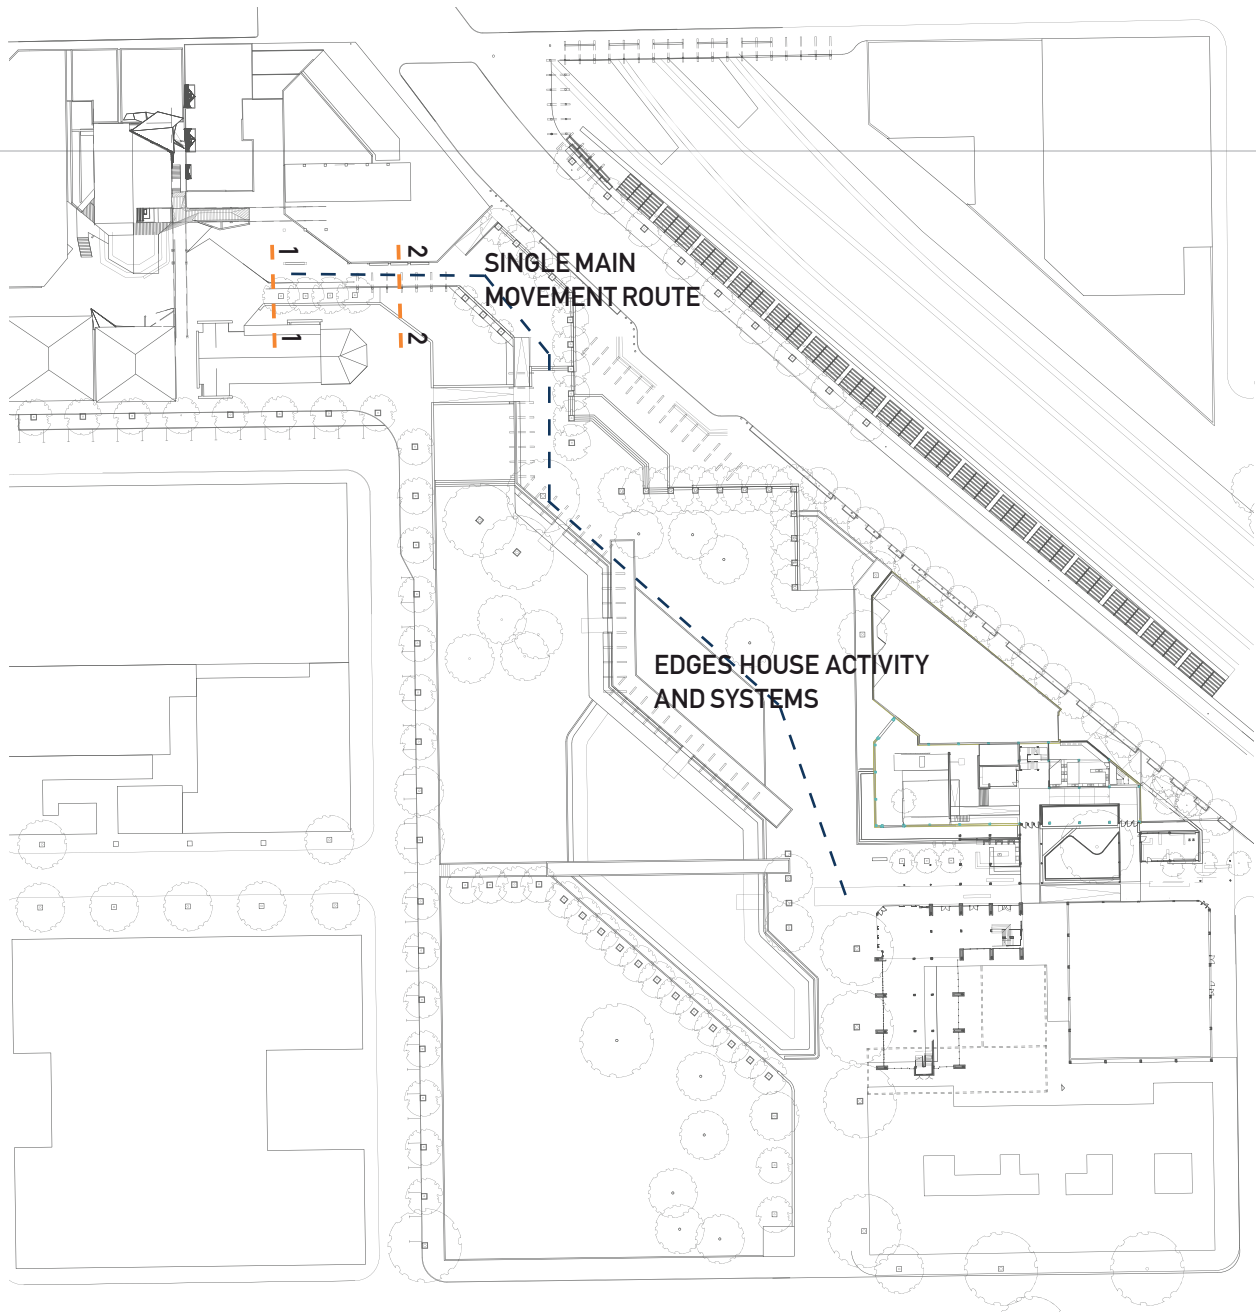 1
2
SINGLE MAIN
MOVEMENT ROUTE
1
2
EDGES HOUSE ACTIVITY
AND SYSTEMS